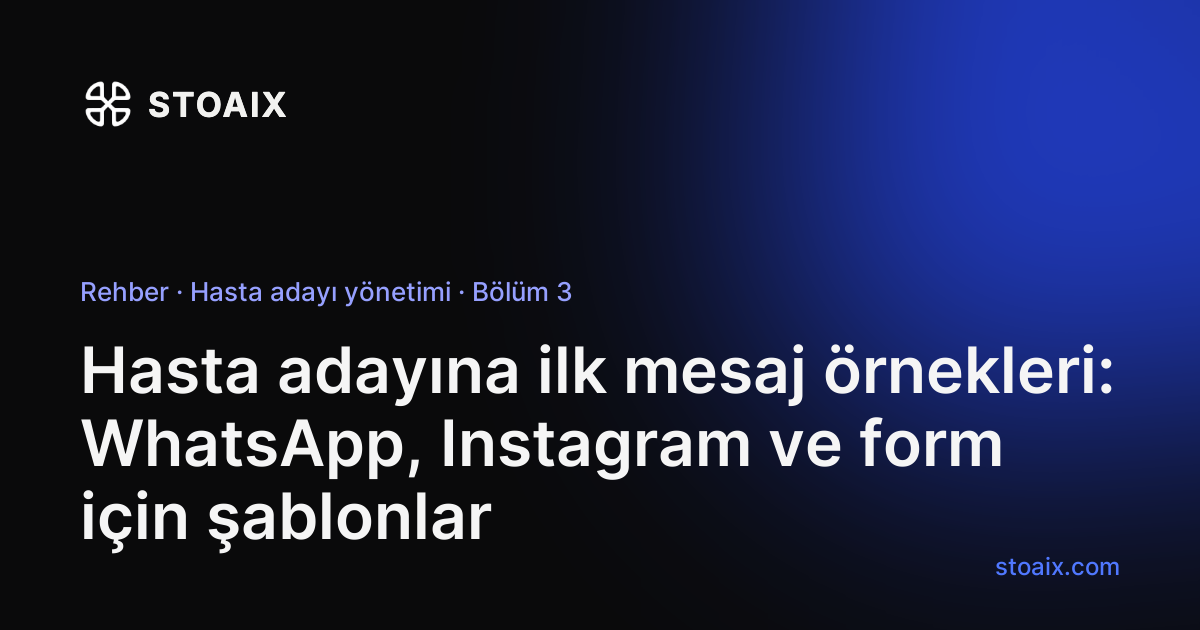 STOAIX
Rehber · Hasta adayı yönetimi · Bölüm 3
Hasta adayına ilk mesaj örnekleri:
WhatsApp, Instagram ve form
için şablonlar
stoaix.com